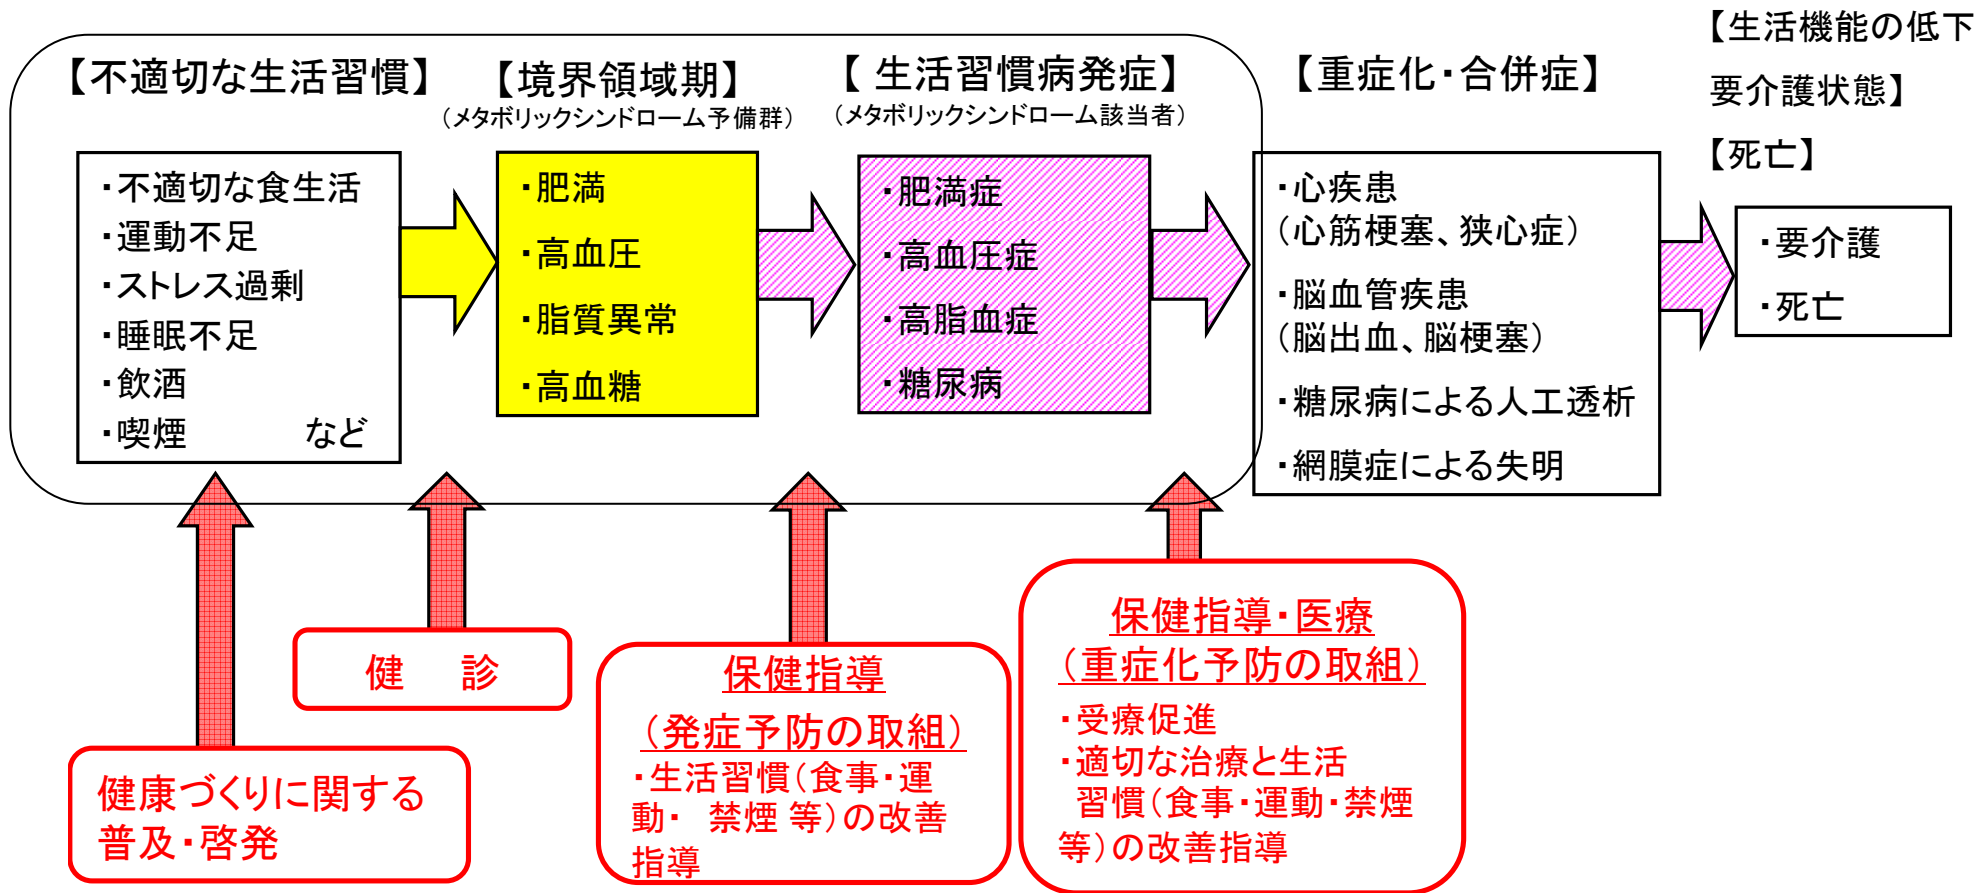 【不適切な生活習慣】
・不適切な食生活
・運動不足
・ストレス過剰
・睡眠不足
・飲酒
・喫煙　　　など
【境界領域期】
（メタボリックシンドローム予備群）
・肥満
・高血圧
・脂質異常
・高血糖
【 生活習慣病発症】
（メタボリックシンドローム該当者）
・肥満症
・高血圧症
・高脂血症
・糖尿病
【重症化・合併症】
・心疾患
（心筋梗塞、狭心症）
・脳血管疾患
（脳出血、脳梗塞）
・糖尿病による人工透析
・網膜症による失明
【生活機能の低下
要介護状態】
【死亡】
・要介護
・死亡
健康づくりに関する
普及・啓発
健　診
保健指導
（発症予防の取組）
・生活習慣（食事・運
動・ 禁煙 等）の改善
指導
保健指導・医療
（重症化予防の取組）
・受療促進
・適切な治療と生活
習慣（食事・運動・禁煙
等）の改善指導